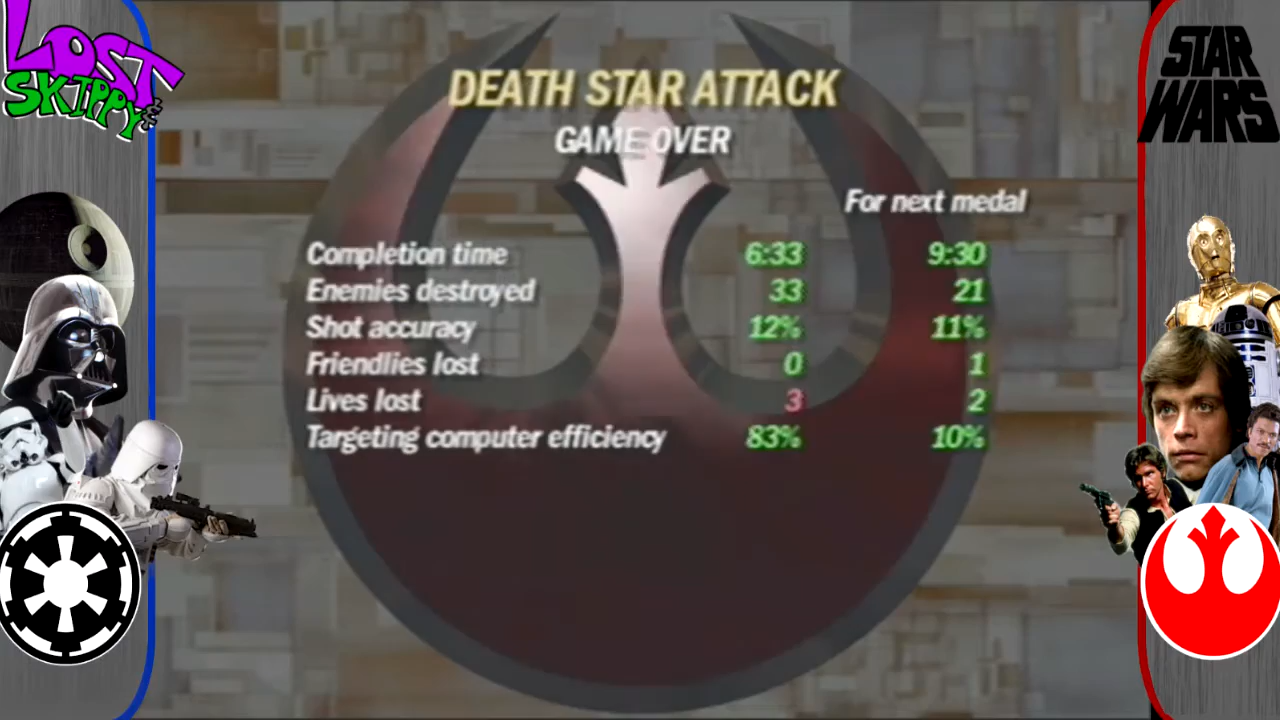 LOST
SKIPPY
STAR
WARS
DEATH STAR ATTACK
GAME OVER
For next medal
Completion time 6:33 9:30
Enemies destroyed 33 21
Shot accuracy 12% 11%
Friendlies lost 0 1
Lives lost 3 2
Targeting computer efficiency 83% 10%